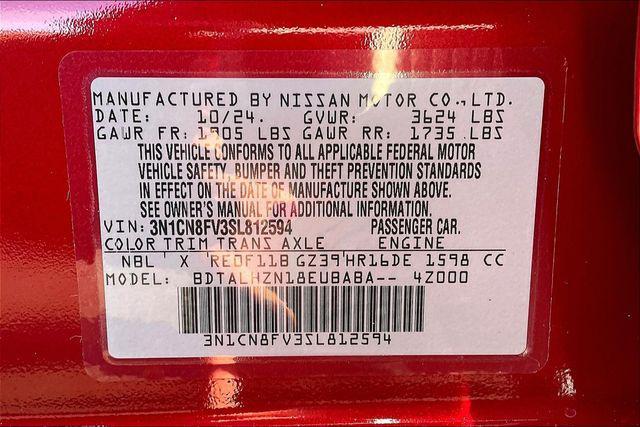 MANUFACTURED BY NISSAN MOTOR CO.,LTD.
DATE: 10/24. GVWR: 3624 LBS
GAWR FR: 1905 LBS GAWR RR: 1735 LBS
THIS VEHICLE CONFORMS TO ALL APPLICABLE FEDERAL MOTOR
VEHICLE SAFETY, BUMPER AND THEFT PREVENTION STANDARDS
IN EFFECT ON THE DATE OF MANUFACTURE SHOWN ABOVE.
SEE OWNER'S MANUAL FOR ADDITIONAL INFORMATION.
VIN: 3N1CN8FV3SL812594 PASSENGER CAR.
COLOR TRIM TRANS AXLE ENGINE
NBL X RE0F11B GZ39 HR16DE 1598 CC
MODEL: BDTALHZN18EUBABA-- 4Z000
3N1CN8FV3SL812594